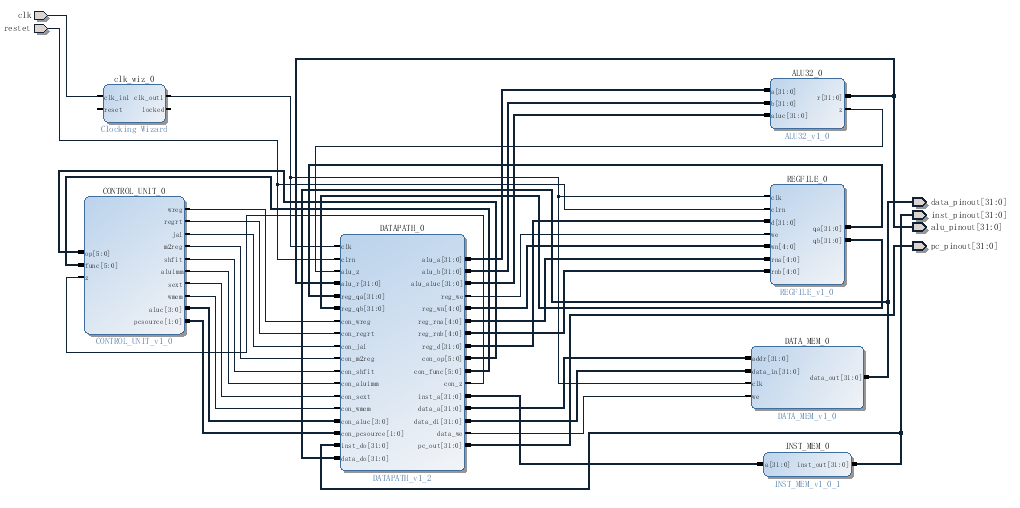 clk
restet
clk_wiz_0
clk_in1 clk_out1
reset locked
Clocking Wizard
CONTROL_UNIT_0
op[5:0]
func[5:0]
z
wreg
regrt
jal
m2reg
shfit
aluimm
sext
wmem
aluc[3:0]
pcsource[1:0]
CONTROL_UNIT_v1_0
DATAPATH_0
clk
clrn
alu_z
alu_r[31:0]
reg_qa[31:0]
reg_qb[31:0]
con_wreg
con_regrt
con_jal
con_m2reg
con_shfit
con_aluimm
con_sext
con_wmem
con_aluc[3:0]
con_pcsource[1:0]
inst_do[31:0]
data_do[31:0]
alu_a[31:0]
alu_b[31:0]
alu_aluc[31:0]
reg_we
reg_wn[4:0]
reg_rna[4:0]
reg_rnb[4:0]
reg_d[31:0]
con_op[5:0]
con_func[5:0]
con_z
inst_a[31:0]
data_a[31:0]
data_di[31:0]
data_we
pc_out[31:0]
DATAPATH_v1_2
ALU32_0
a[31:0]
b[31:0]
aluc[31:0]
r[31:0]
z
ALU32_v1_0
REGFILE_0
clk
clrn
d[31:0]
we
wn[4:0]
rna[4:0]
rnb[4:0]
qa[31:0]
qb[31:0]
REGFILE_v1_0
DATA_MEM_0
addr[31:0]
data_in[31:0]
clk
we
data_out[31:0]
DATA_MEM_v1_0
INST_MEM_0
a[31:0] inst_out[31:0]
INST_MEM_v1_0_1
data_pinout[31:0]
inst_pinout[31:0]
alu_pinout[31:0]
pc_pinout[31:0]